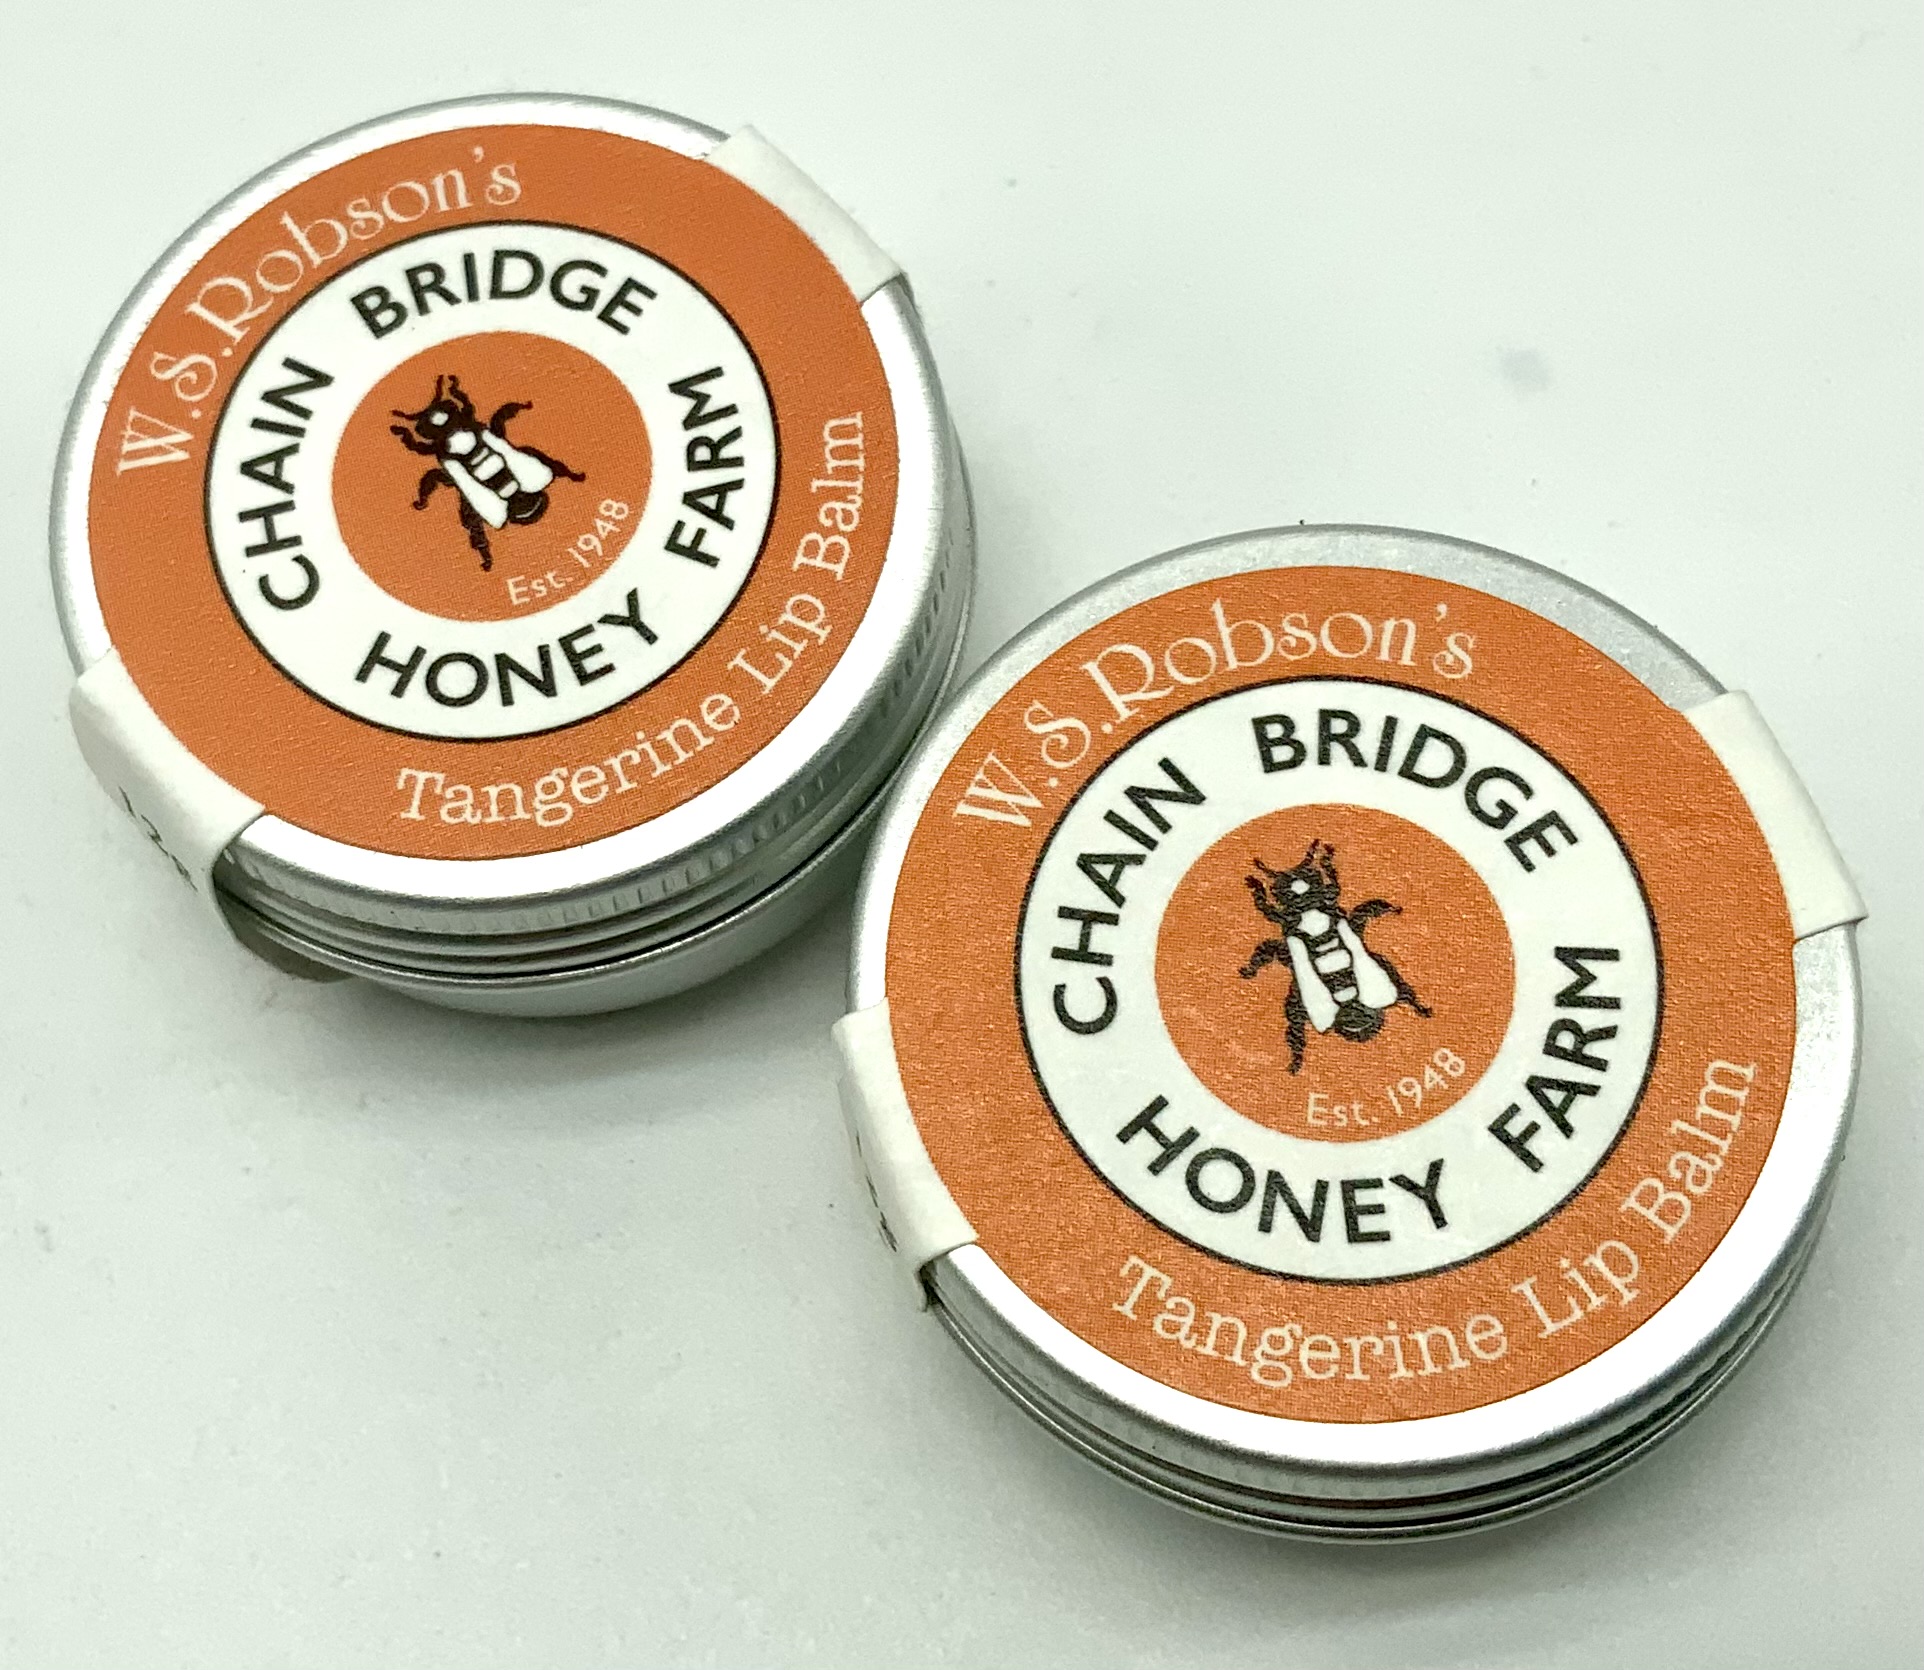 W.S.Robson's
CHAIN BRIDGE
HONEY FARM
Est. 1948
Tangerine Lip Balm
W.S.Robson's
CHAIN BRIDGE
HONEY FARM
Est. 1948
Tangerine Lip Balm